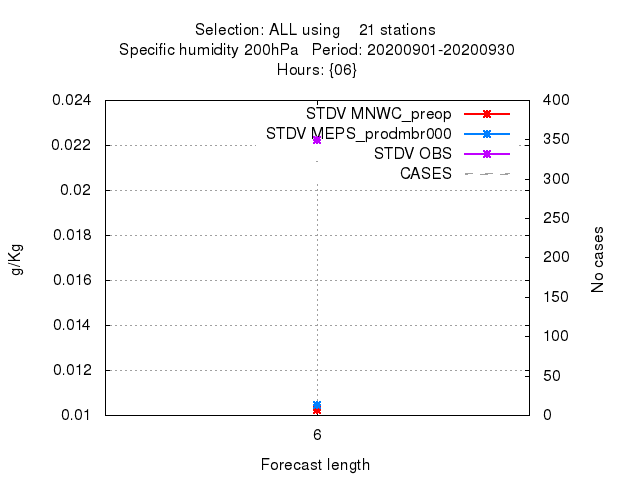 Selection: ALL using    21 stations
Specific humidity 200hPa   Period: 20200901-20200930
Hours: {06}
0.024
0.022
0.02
0.018
0.016
0.014
0.012
0.01
g/Kg
STDV MNWC_preop
STDV MEPS_prodmbr000
STDV OBS
CASES
400
350
300
250
200
150
100
50
0
No cases
6
Forecast length